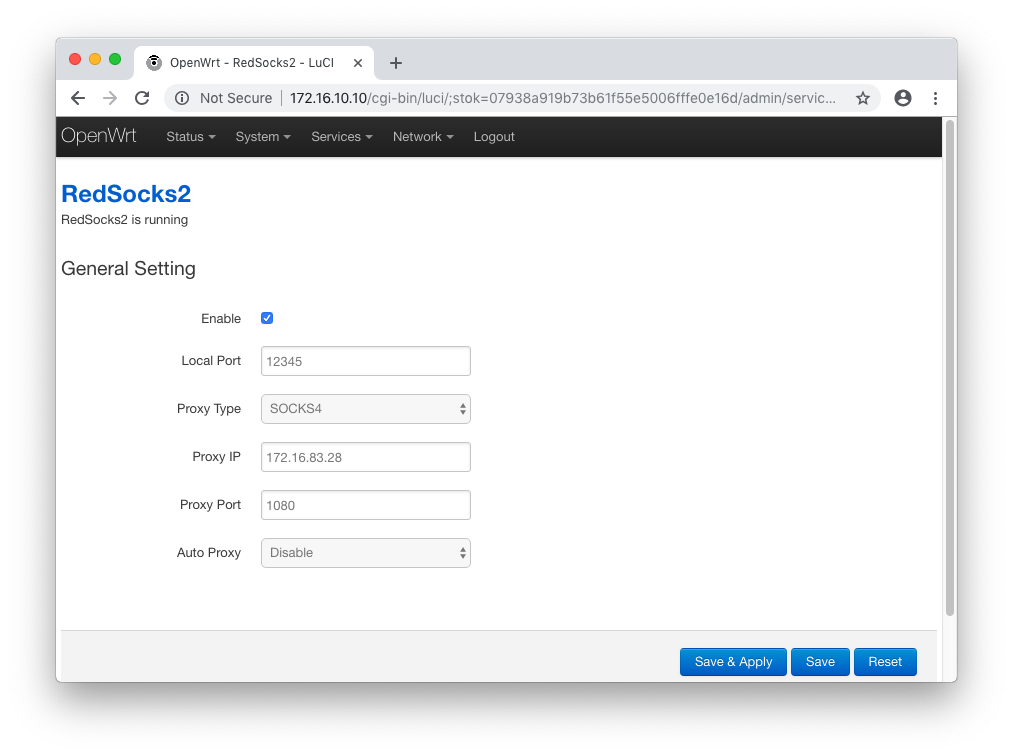 OpenWrt - RedSocks2 - LuCI
Not Secure 172.16.10.10/cgi-bin/luci/;stok=07938a919b73b61f55e5006fffe0e16d/admin/servic...
OpenWrt Status System Services Network Logout
RedSocks2
RedSocks2 is running
General Setting
Enable
Local Port 12345
Proxy Type SOCKS4
Proxy IP 172.16.83.28
Proxy Port 1080
Auto Proxy Disable
Save & Apply Save Reset